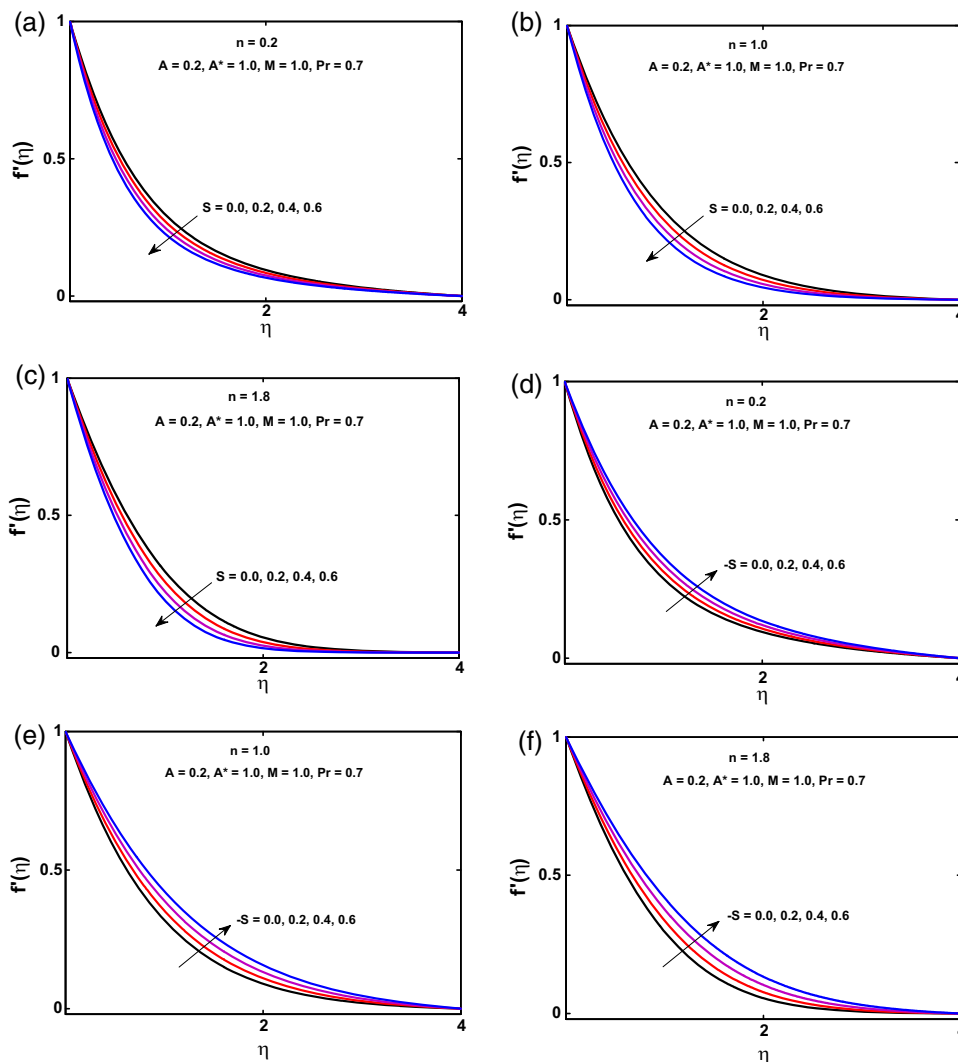 (a)
n = 0.2
A = 0.2, A* = 1.0, M = 1.0, Pr = 0.7
S = 0.0, 0.2, 0.4, 0.6
f'(η)
1
0.5
0
2
4
η
(b)
n = 1.0
A = 0.2, A* = 1.0, M = 1.0, Pr = 0.7
S = 0.0, 0.2, 0.4, 0.6
f'(η)
1
0.5
0
2
4
η
(c)
n = 1.8
A = 0.2, A* = 1.0, M = 1.0, Pr = 0.7
S = 0.0, 0.2, 0.4, 0.6
f'(η)
1
0.5
0
2
4
η
(d)
n = 0.2
A = 0.2, A* = 1.0, M = 1.0, Pr = 0.7
-S = 0.0, 0.2, 0.4, 0.6
f'(η)
1
0.5
0
2
4
η
(e)
n = 1.0
A = 0.2, A* = 1.0, M = 1.0, Pr = 0.7
-S = 0.0, 0.2, 0.4, 0.6
f'(η)
1
0.5
0
2
4
η
(f)
n = 1.8
A = 0.2, A* = 1.0, M = 1.0, Pr = 0.7
-S = 0.0, 0.2, 0.4, 0.6
f'(η)
1
0.5
0
2
4
η